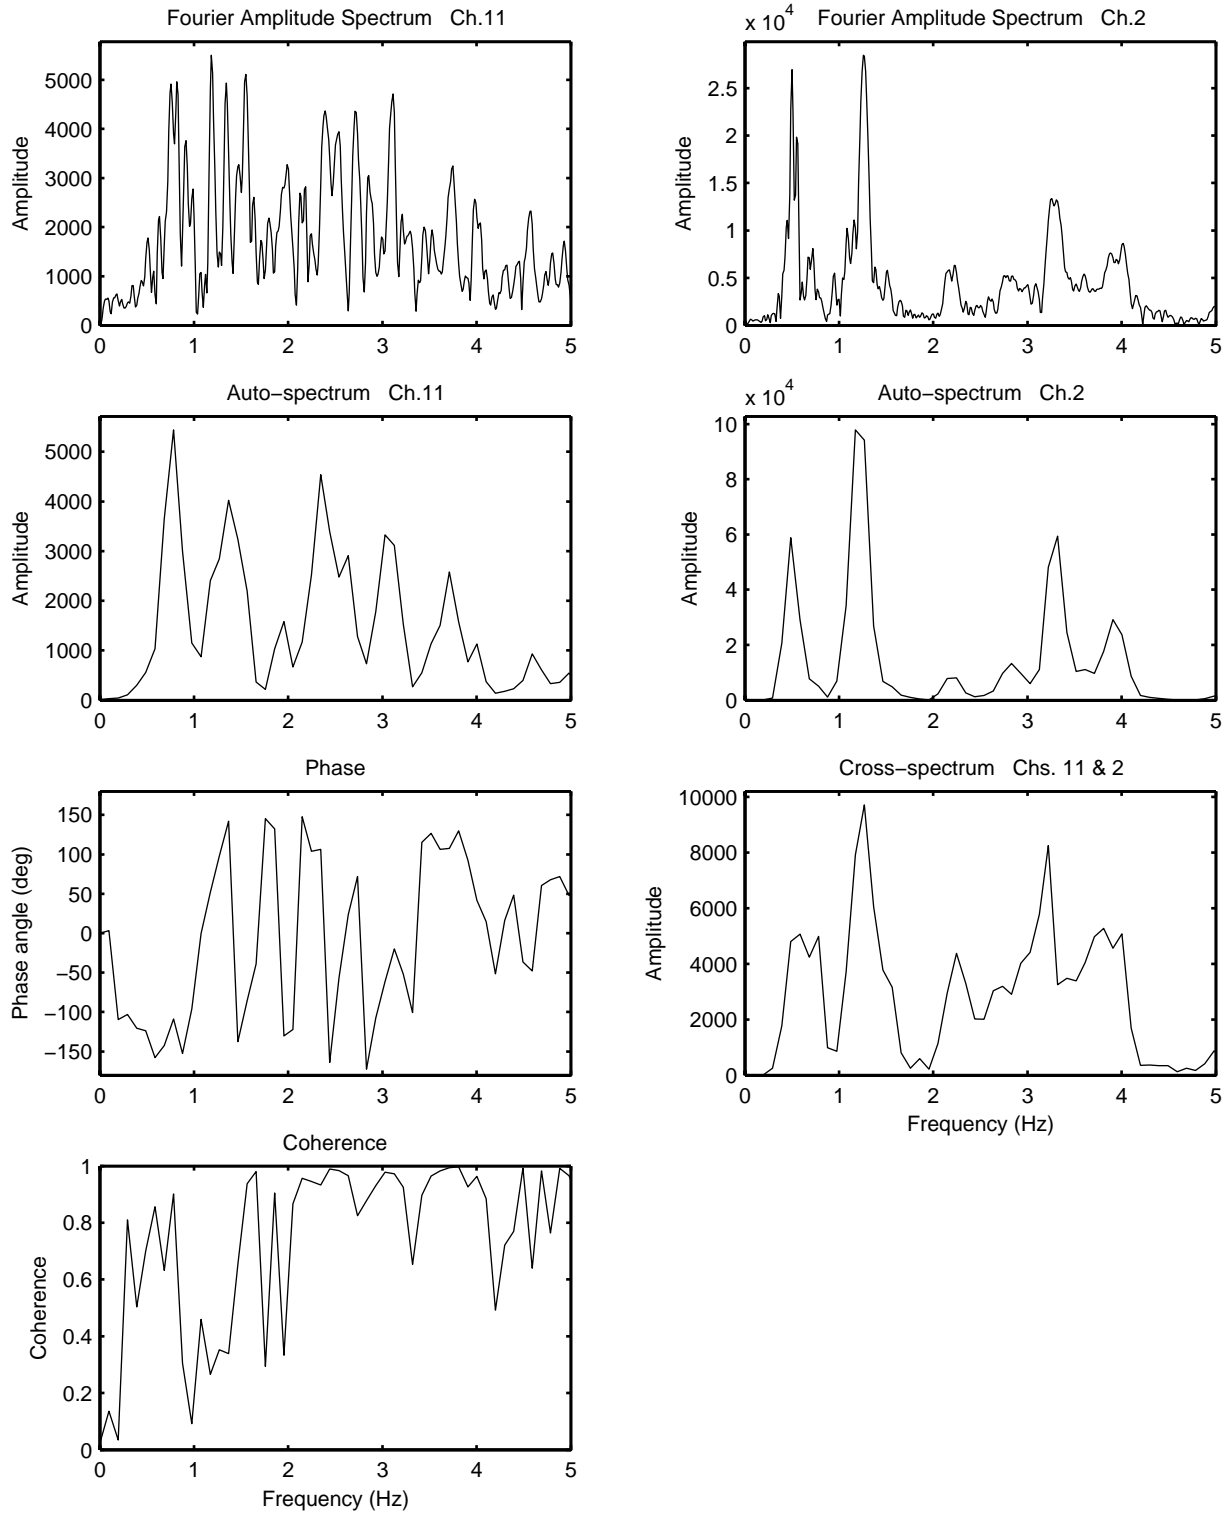 Fourier Amplitude Spectrum Ch.11
Amplitude
5000
4000
3000
2000
1000
0
0 1 2 3 4 5
Fourier Amplitude Spectrum Ch.2
x 10^4
Amplitude
2.5
2
1.5
1
0.5
0
0 1 2 3 4 5
Auto−spectrum Ch.11
Amplitude
5000
4000
3000
2000
1000
0
0 1 2 3 4 5
Auto−spectrum Ch.2
x 10^4
Amplitude
10
8
6
4
2
0
0 1 2 3 4 5
Phase
Phase angle (deg)
150
100
50
0
−50
−100
−150
0 1 2 3 4 5
Cross−spectrum Chs. 11 & 2
Amplitude
10000
8000
6000
4000
2000
0
0 1 2 3 4 5
Frequency (Hz)
Coherence
Coherence
1
0.8
0.6
0.4
0.2
0
0 1 2 3 4 5
Frequency (Hz)